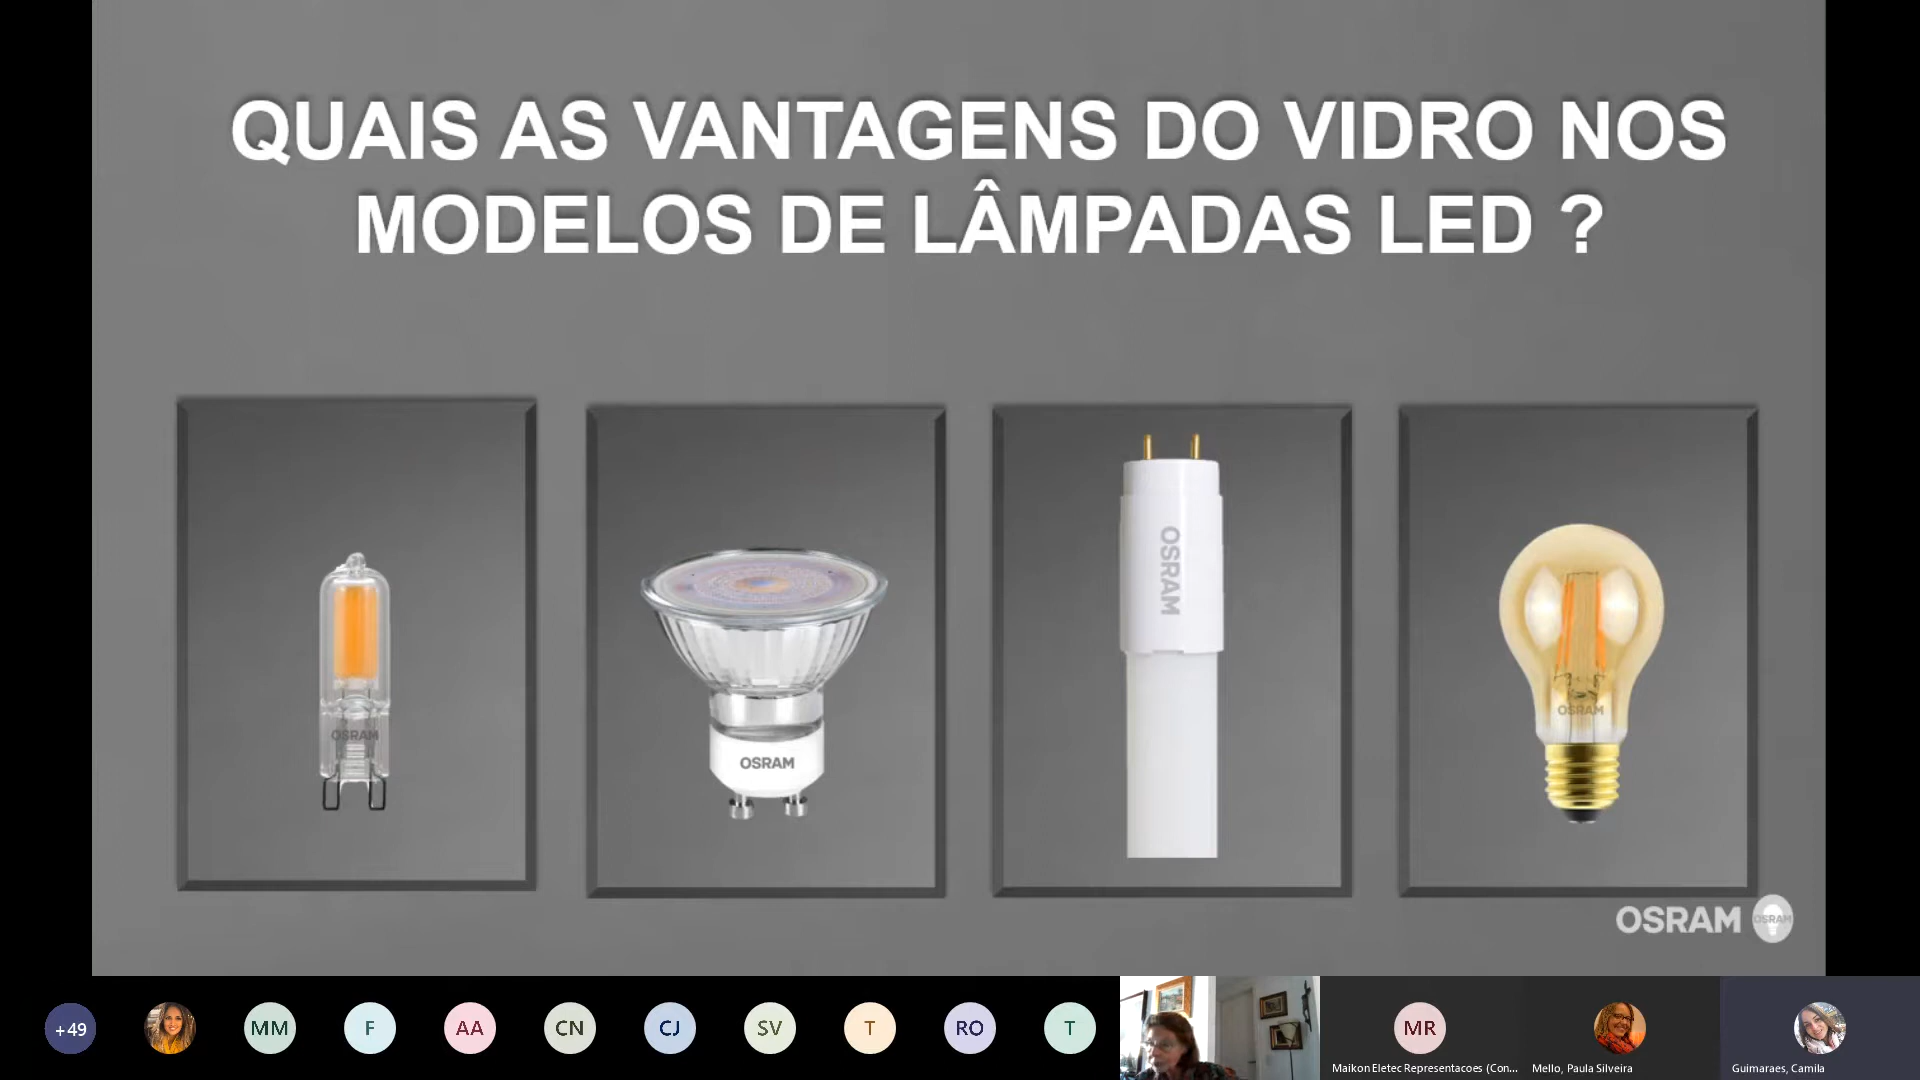 QUAIS AS VANTAGENS DO VIDRO NOS
MODELOS DE LÂMPADAS LED ?
OSRAM
OSRAM
OSRAM
OSRAM
OSRAM OSRAM
+49
MM
F
AA
CN
CJ
SV
T
RO
T
MR
Maikon Eletec Representacoes (Con...
Mello, Paula Silveira
Guimaraes, Camila